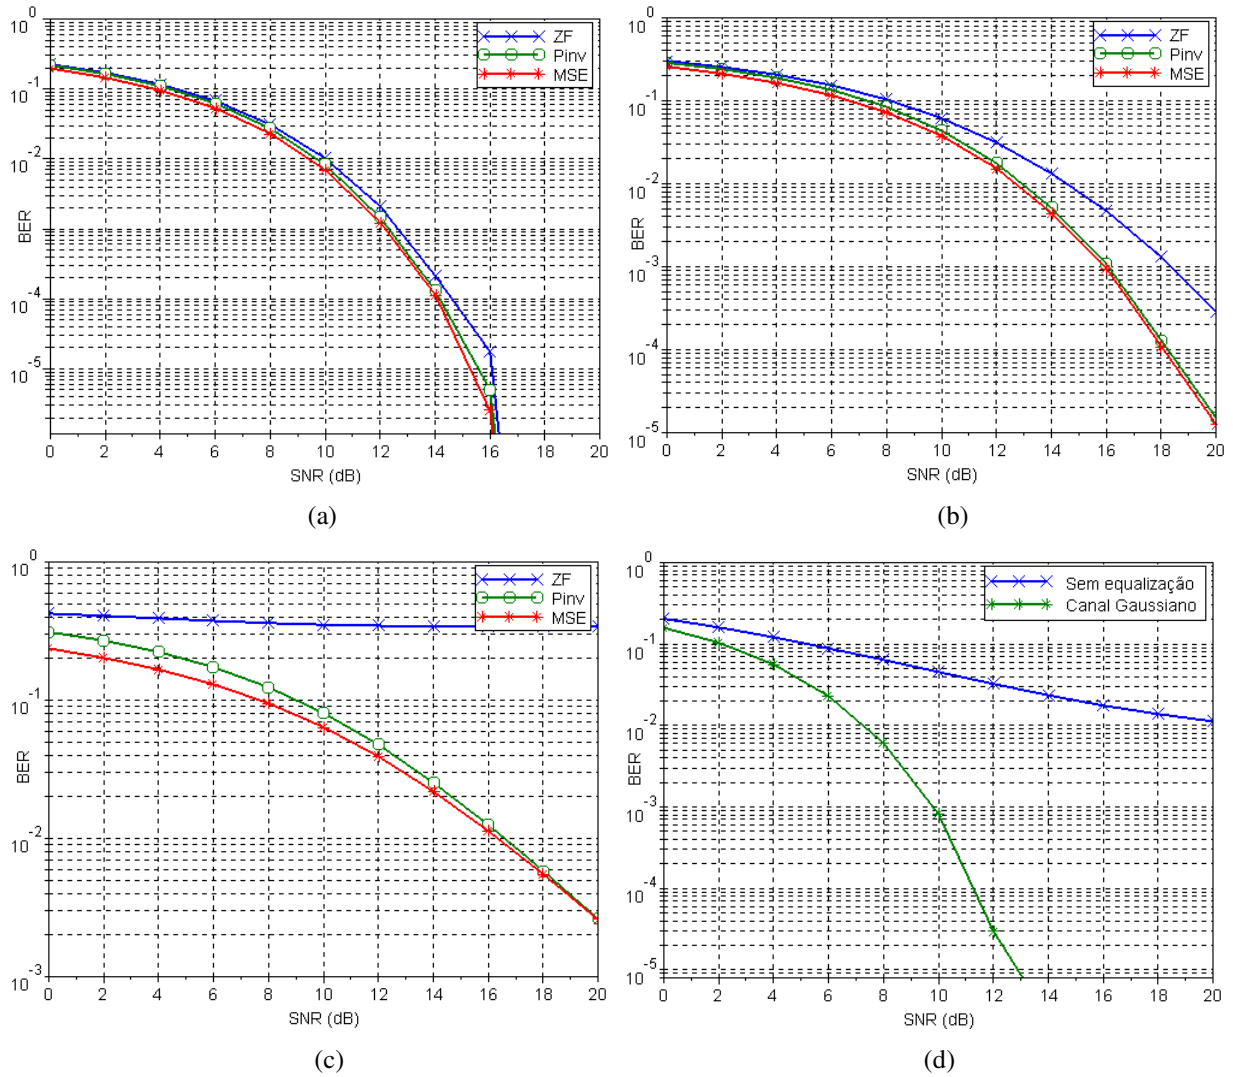 10^0
10^-1
10^-2
10^-4
10^-5
BER
0 2 4 6 8 10 12 14 16 18 20
SNR (dB)
ZF
Pinv
MSE
(a)
10^0
10^-1
10^-2
10^-3
10^-4
10^-5
BER
0 2 4 6 8 10 12 14 16 18 20
SNR (dB)
ZF
Pinv
MSE
(b)
10^0
10^-1
10^-2
10^-3
BER
0 2 4 6 8 10 12 14 16 18 20
SNR (dB)
ZF
Pinv
MSE
(c)
10^0
10^-1
10^-2
10^-3
10^-4
10^-5
BER
0 2 4 6 8 10 12 14 16 18 20
SNR (dB)
Sem equalização
Canal Gaussiano
(d)